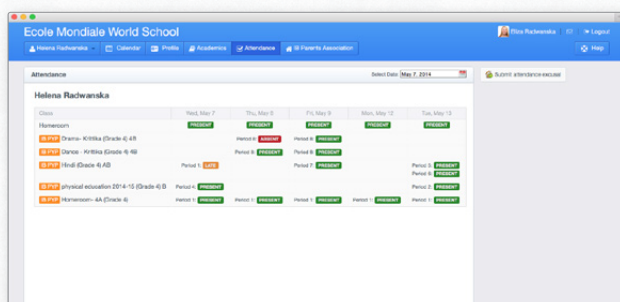 Ecole Mondiale World School
Eliza Radwanska Logout
Helena Radwanska Calendar Profile Academics Attendance IB Parents Association Help
Attendance Select Date May 7, 2014 Submit attendance excusal
Helena Radwanska
Class Wed, May 7 Thu, May 8 Fri, May 9 Mon, May 12 Tue, May 13
Homeroom PRESENT PRESENT PRESENT PRESENT PRESENT
IB PYP Drama- Kritika (Grade 4) 4B Period 6: ABSENT Period 6: PRESENT
IB PYP Dance - Kritika (Grade 4) 4B Period 8: PRESENT Period 8: PRESENT
IB PYP Hindi (Grade 4) AB Period 1: LATE Period 7: PRESENT Period 3: PRESENT
PRESENT
IB PYP physical education 2014-15 (Grade 4) B Period 4: PRESENT Period 2: PRESENT
IB PYP Homeroom- 4A (Grade 4) Period 1: PRESENT Period 1: PRESENT Period 1: PRESENT Period 1: PRESENT Period 1: PRESENT